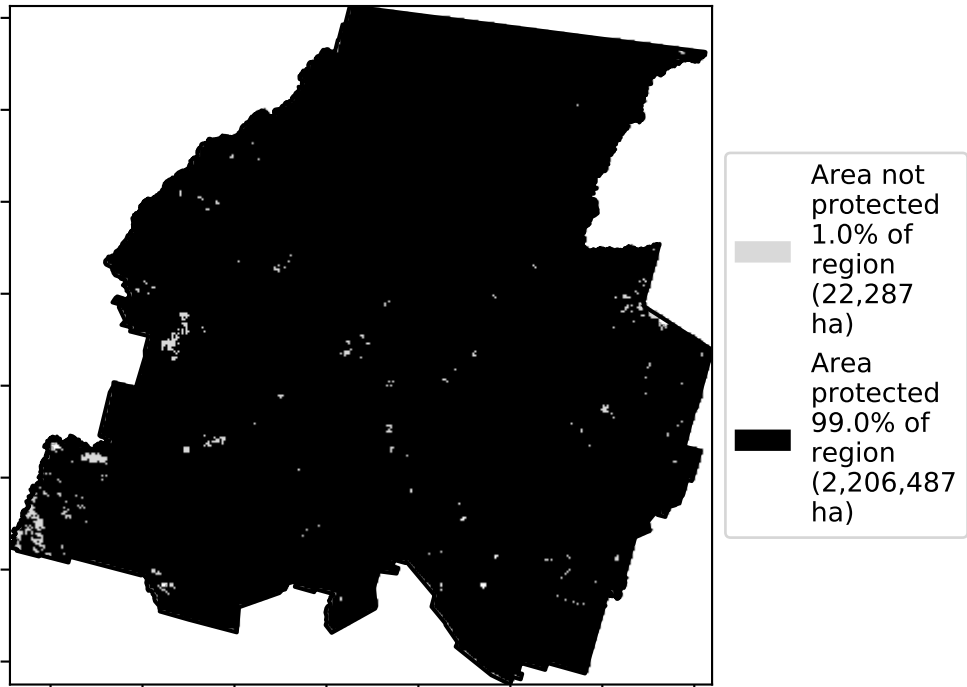 Area not
protected
1.0% of
region
(22,287
ha)
Area
protected
99.0% of
region
(2,206,487
ha)